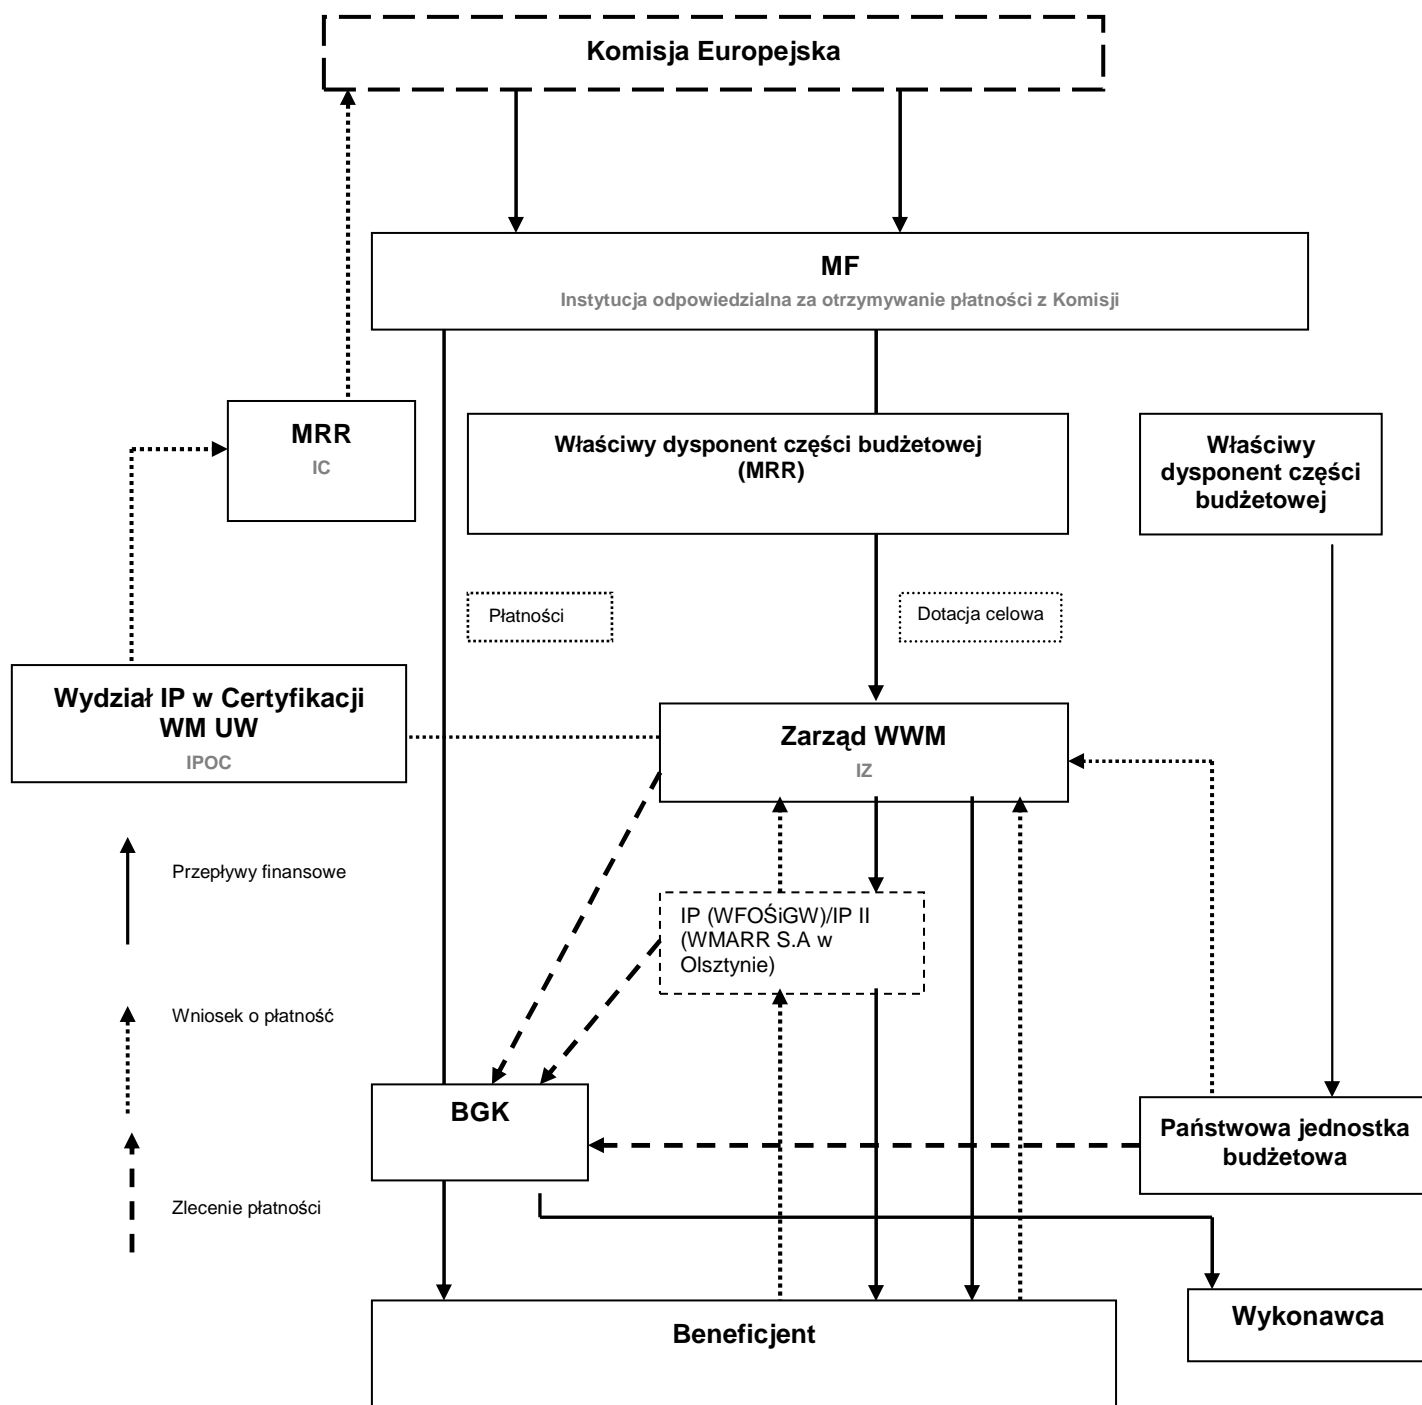 Komisja Europejska
MF
Instytucja odpowiedzialna za otrzymywanie płatności z Komisji
MRR
IC
Właściwy dysponent części budżetowej
(MRR)
Właściwy
dysponent części
budżetowej
Płatności
Dotacja celowa
Wydział IP w Certyfikacji
WM UW
IPOC
Zarząd WWM
IZ
Przepływy finansowe
IP (WFOŚiGW)/IP II
(WMARR S.A w
Olsztynie)
Wniosek o płatność
BGK
Państwowa jednostka
budżetowa
Zlecenie płatności
Wykonawca
Beneficjent